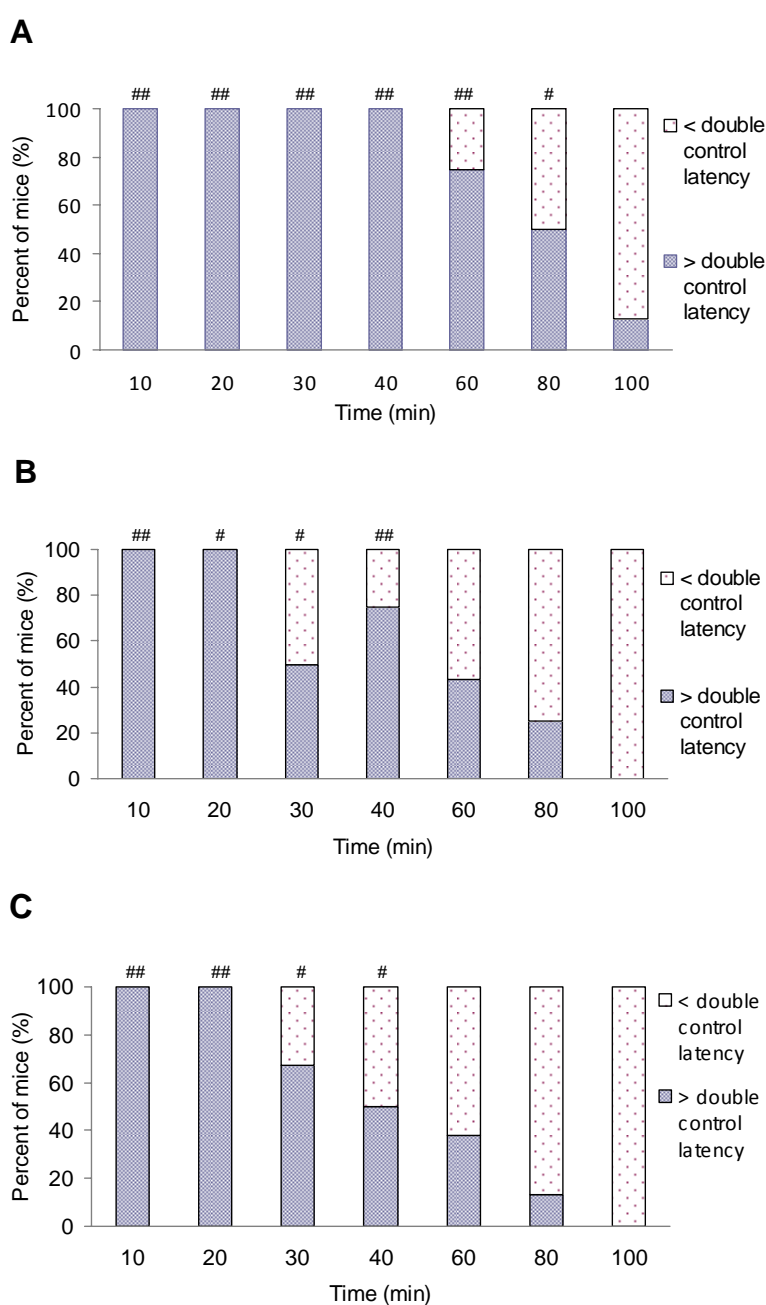 A
## ## ## ## ## #
Percent of mice (%)
100
80
60
40
20
0
10 20 30 40 60 80 100
Time (min)
< double
control
latency
> double
control
latency
B
## # # ##
Percent of mice (%)
100
80
60
40
20
0
10 20 30 40 60 80 100
Time (min)
< double
control
latency
> double
control
latency
C
## ## # #
Percent of mice (%)
100
80
60
40
20
0
10 20 30 40 60 80 100
Time (min)
< double
control
latency
> double
control
latency